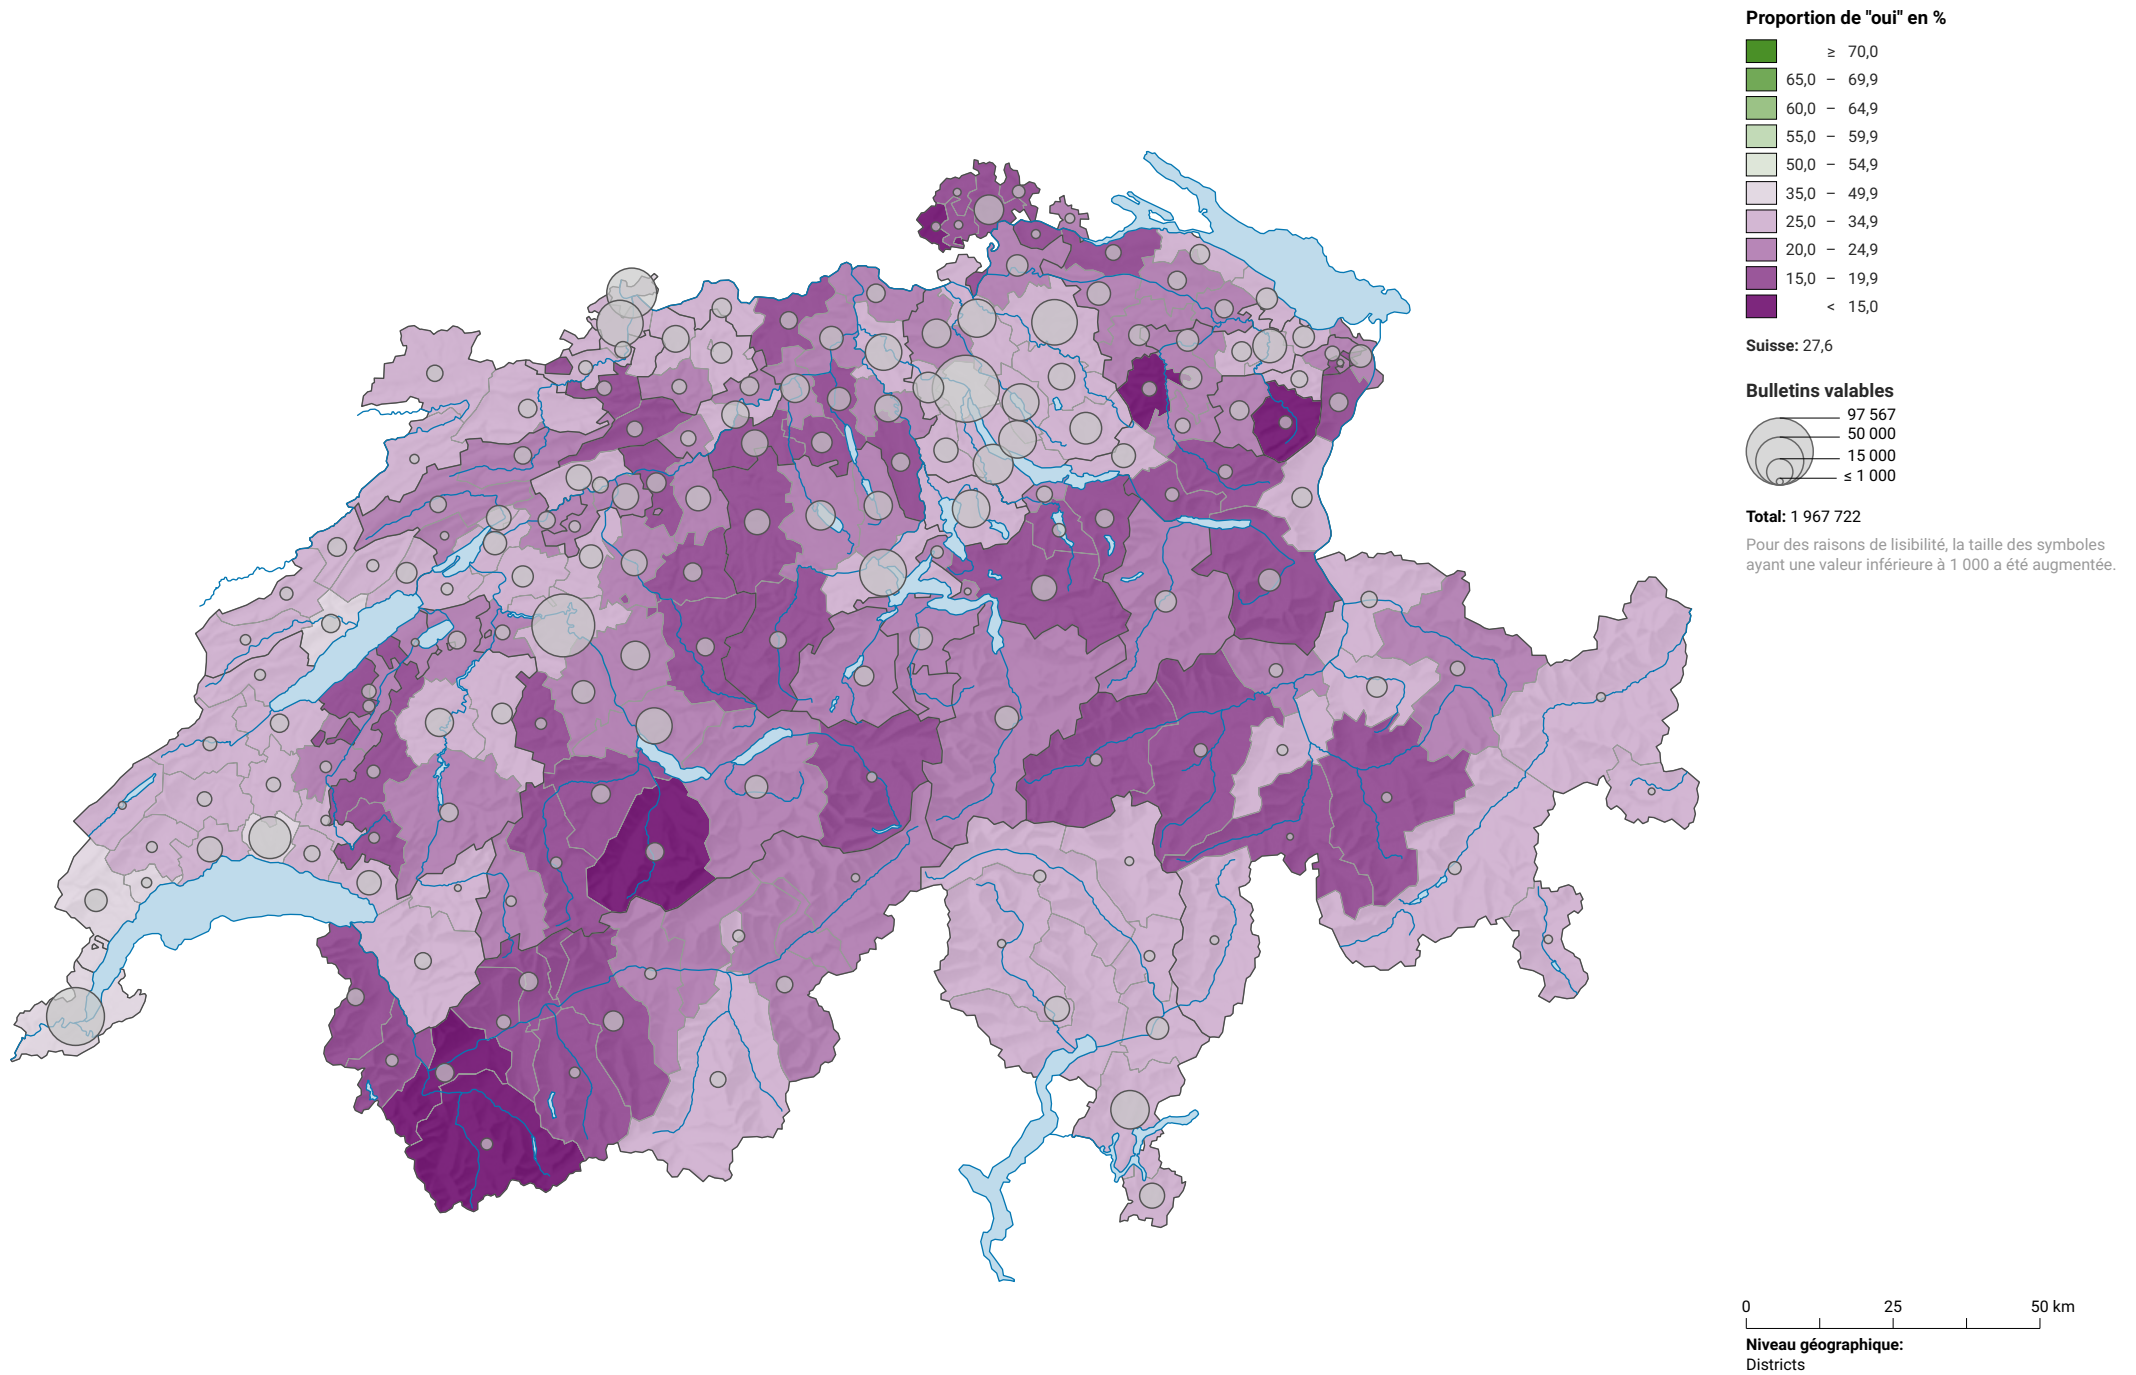 Proportion de "oui" en %
≥ 70,0
65,0 – 69,9
60,0 – 64,9
55,0 – 59,9
50,0 – 54,9
35,0 – 49,9
25,0 – 34,9
20,0 – 24,9
15,0 – 19,9
< 15,0
Suisse: 27,6
Bulletins valables
97 567
50 000
15 000
≤ 1 000
Total: 1 967 722
Pour des raisons de lisibilité, la taille des symboles
ayant une valeur inférieure à 1 000 a été augmentée.
0 25 50 km
Niveau géographique:
Districts